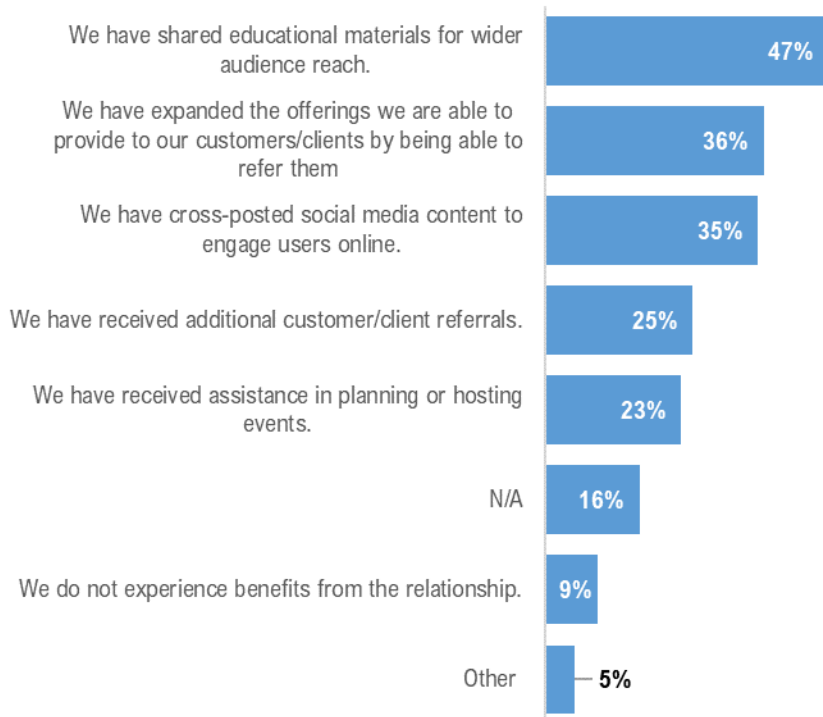 We have shared educational materials for wider
audience reach.
47%
We have expanded the offerings we are able to
provide to our customers/clients by being able to
refer them
36%
We have cross-posted social media content to
engage users online.
35%
We have received additional customer/client referrals.
25%
We have received assistance in planning or hosting
events.
23%
N/A
16%
We do not experience benefits from the relationship.
9%
Other
5%